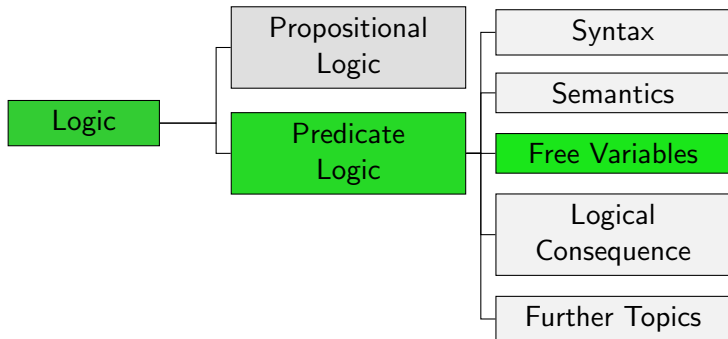 Logic
Propositional
Logic
Predicate
Logic
Syntax
Semantics
Free Variables
Logical
Consequence
Further Topics